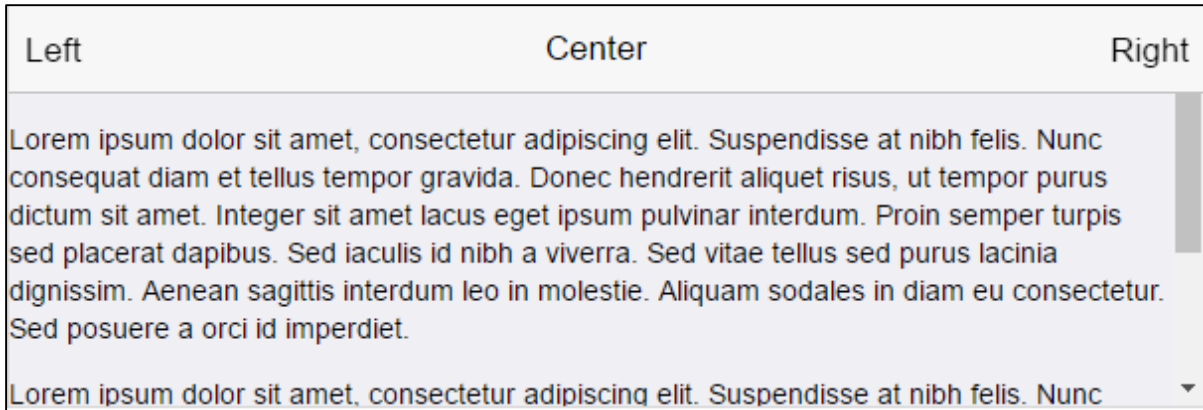 Left Center Right
Lorem ipsum dolor sit amet, consectetur adipiscing elit. Suspendisse at nibh felis. Nunc
consequat diam et tellus tempor gravida. Donec hendrerit aliquet risus, ut tempor purus
dictum sit amet. Integer sit amet lacus eget ipsum pulvinar interdum. Proin semper turpis
sed placerat dapibus. Sed iaculis id nibh a viverra. Sed vitae tellus sed purus lacinia
dignissim. Aenean sagittis interdum leo in molestie. Aliquam sodales in diam eu consectetur.
Sed posuere a orci id imperdiet.
Lorem ipsum dolor sit amet, consectetur adipiscing elit. Suspendisse at nibh felis. Nunc